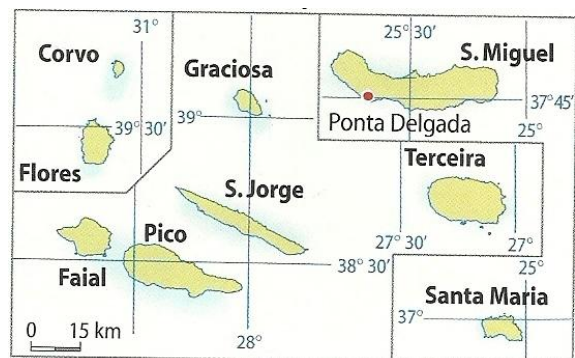 31°
25° 30'
Corvo
S. Miguel
Graciosa
37° 45'
39°
39° 30'
Ponta Delgada
25°
Terceira
Flores
S. Jorge
Pico
27° 30'
27°
38° 30'
25°
Faial
Santa Maria
37°
0 15 km
28°